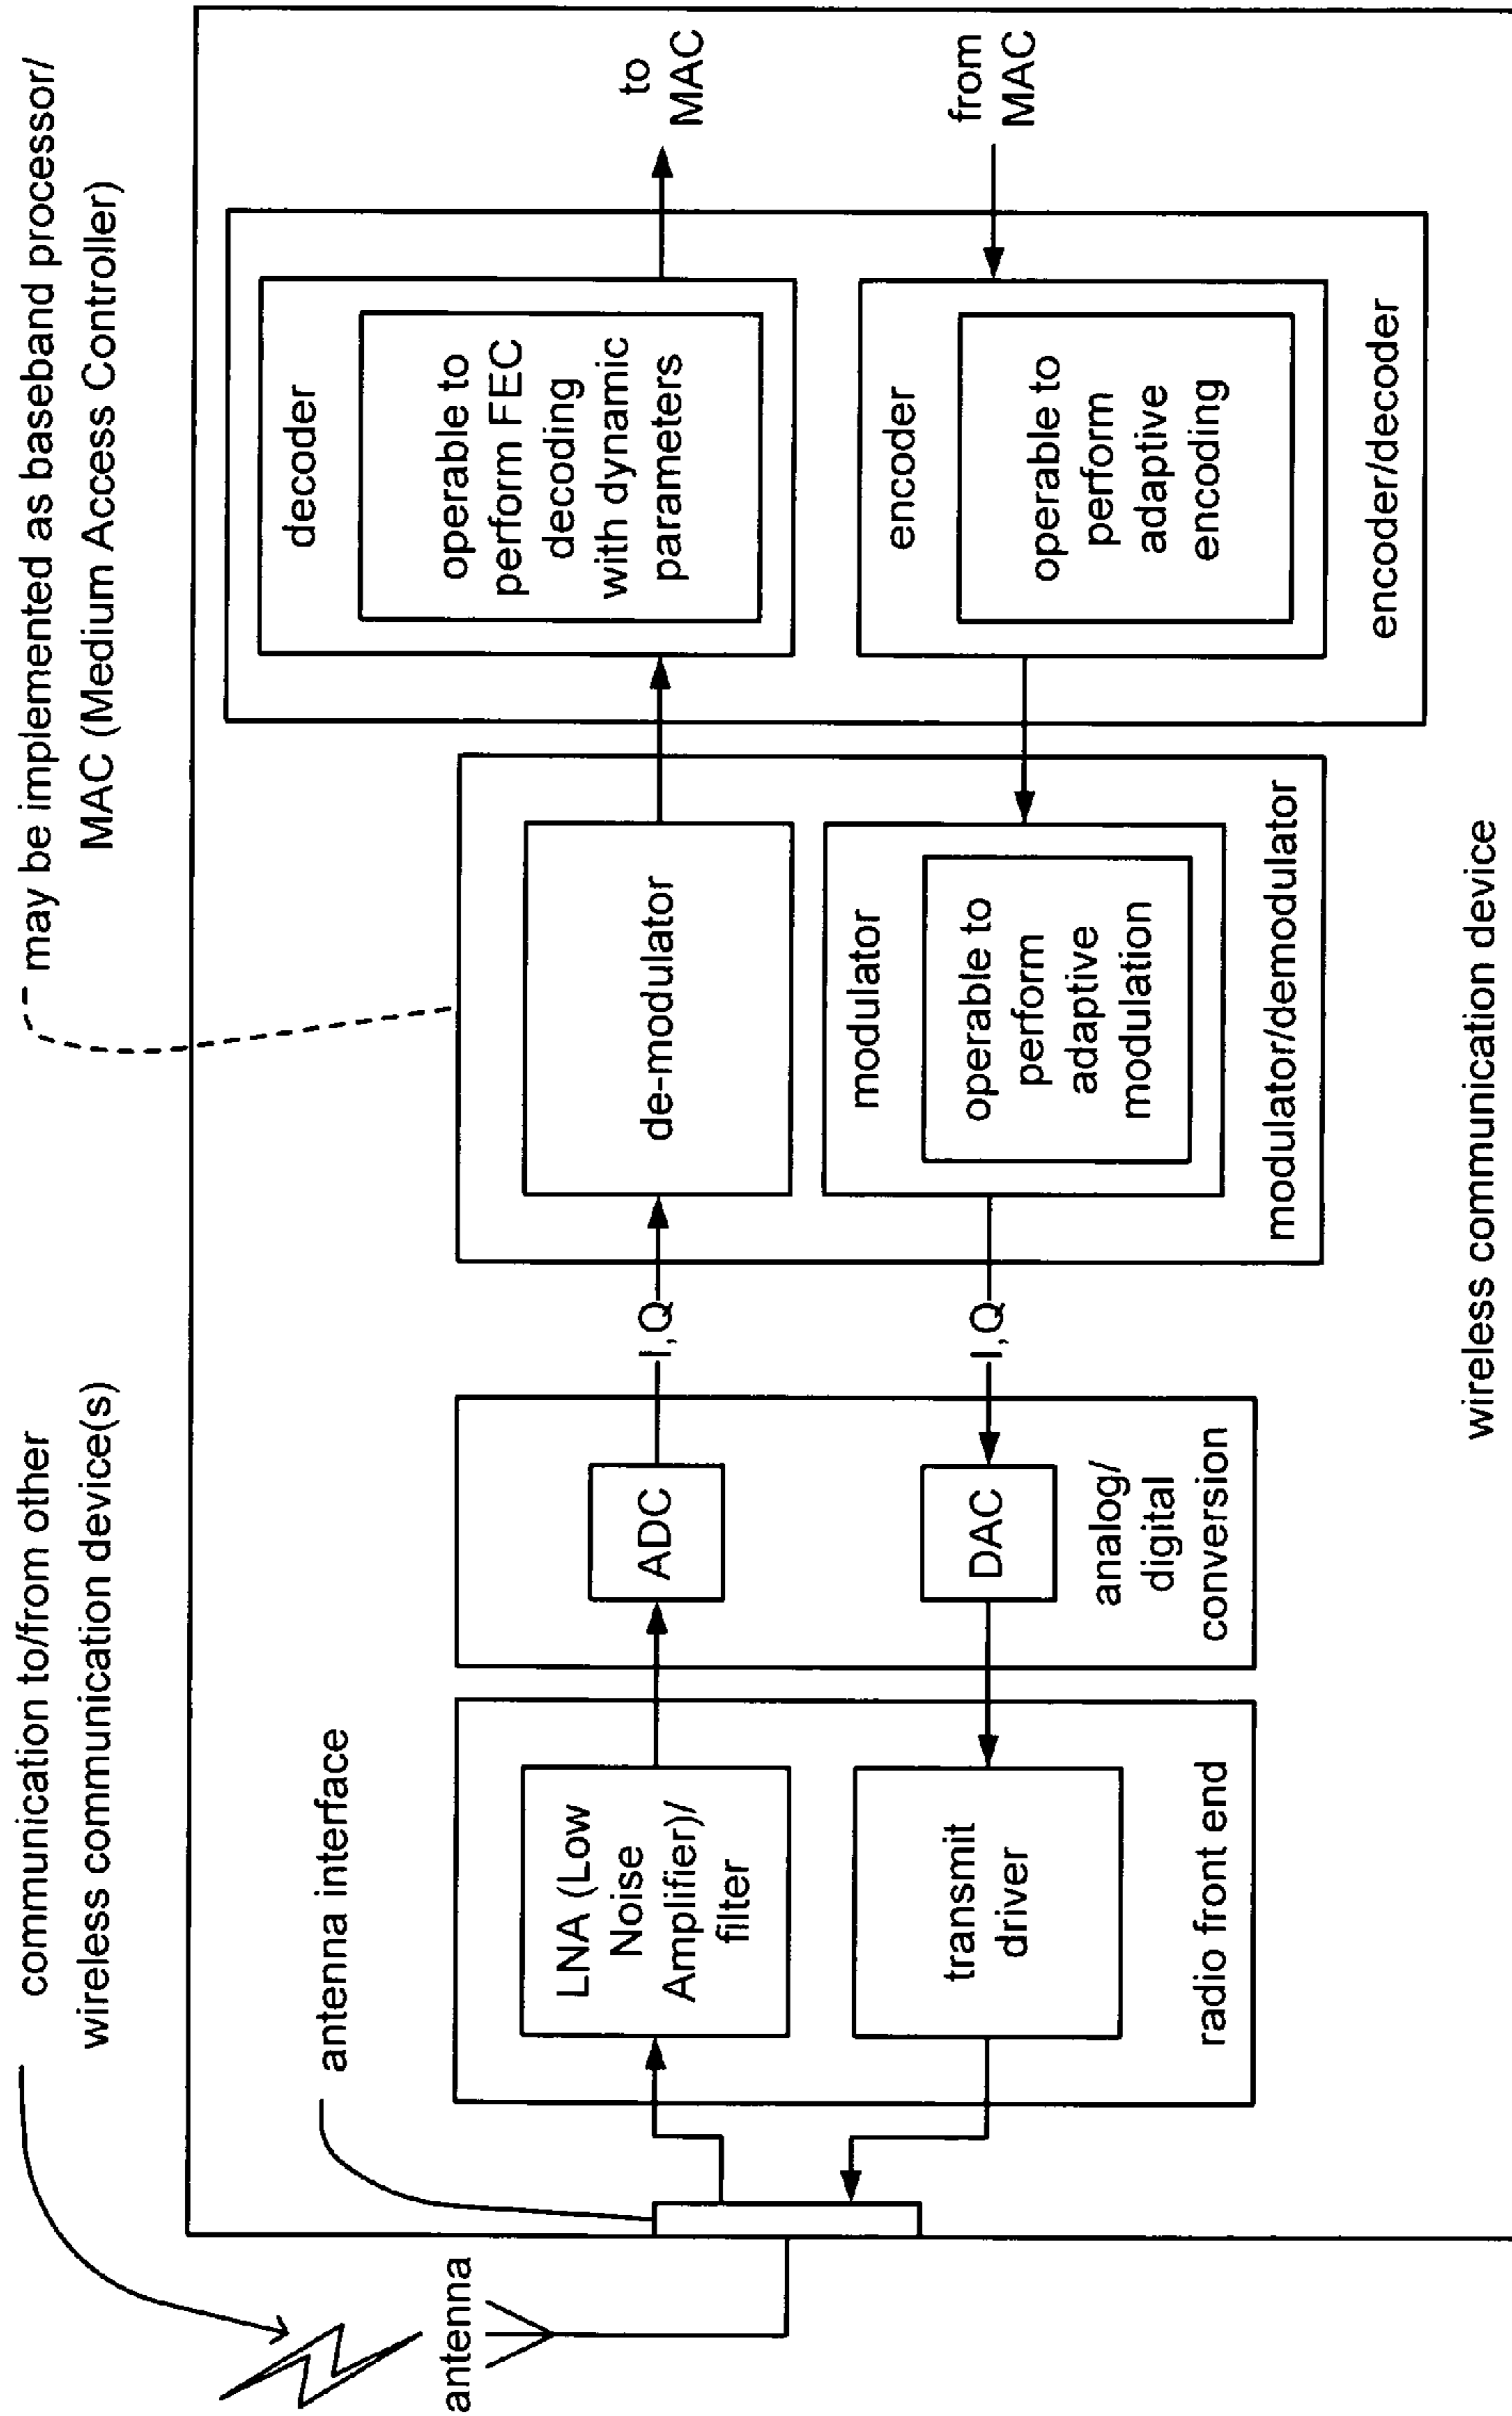 communication to/from other
wireless communication device(s)
may be implemented as baseband processor/
MAC (Medium Access Controller)
antenna
antenna interface
LNA (Low
Noise
Amplifier)/
filter
transmit
driver
radio front end
ADC
DAC
analog/
digital
conversion
I,Q
I,Q
de-modulator
modulator
operable to
perform
adaptive
modulation
modulator/demodulator
decoder
operable to
perform FEC
decoding
with dynamic
parameters
encoder
operable to
perform
adaptive
encoding
encoder/decoder
to
MAC
from
MAC
wireless communication device